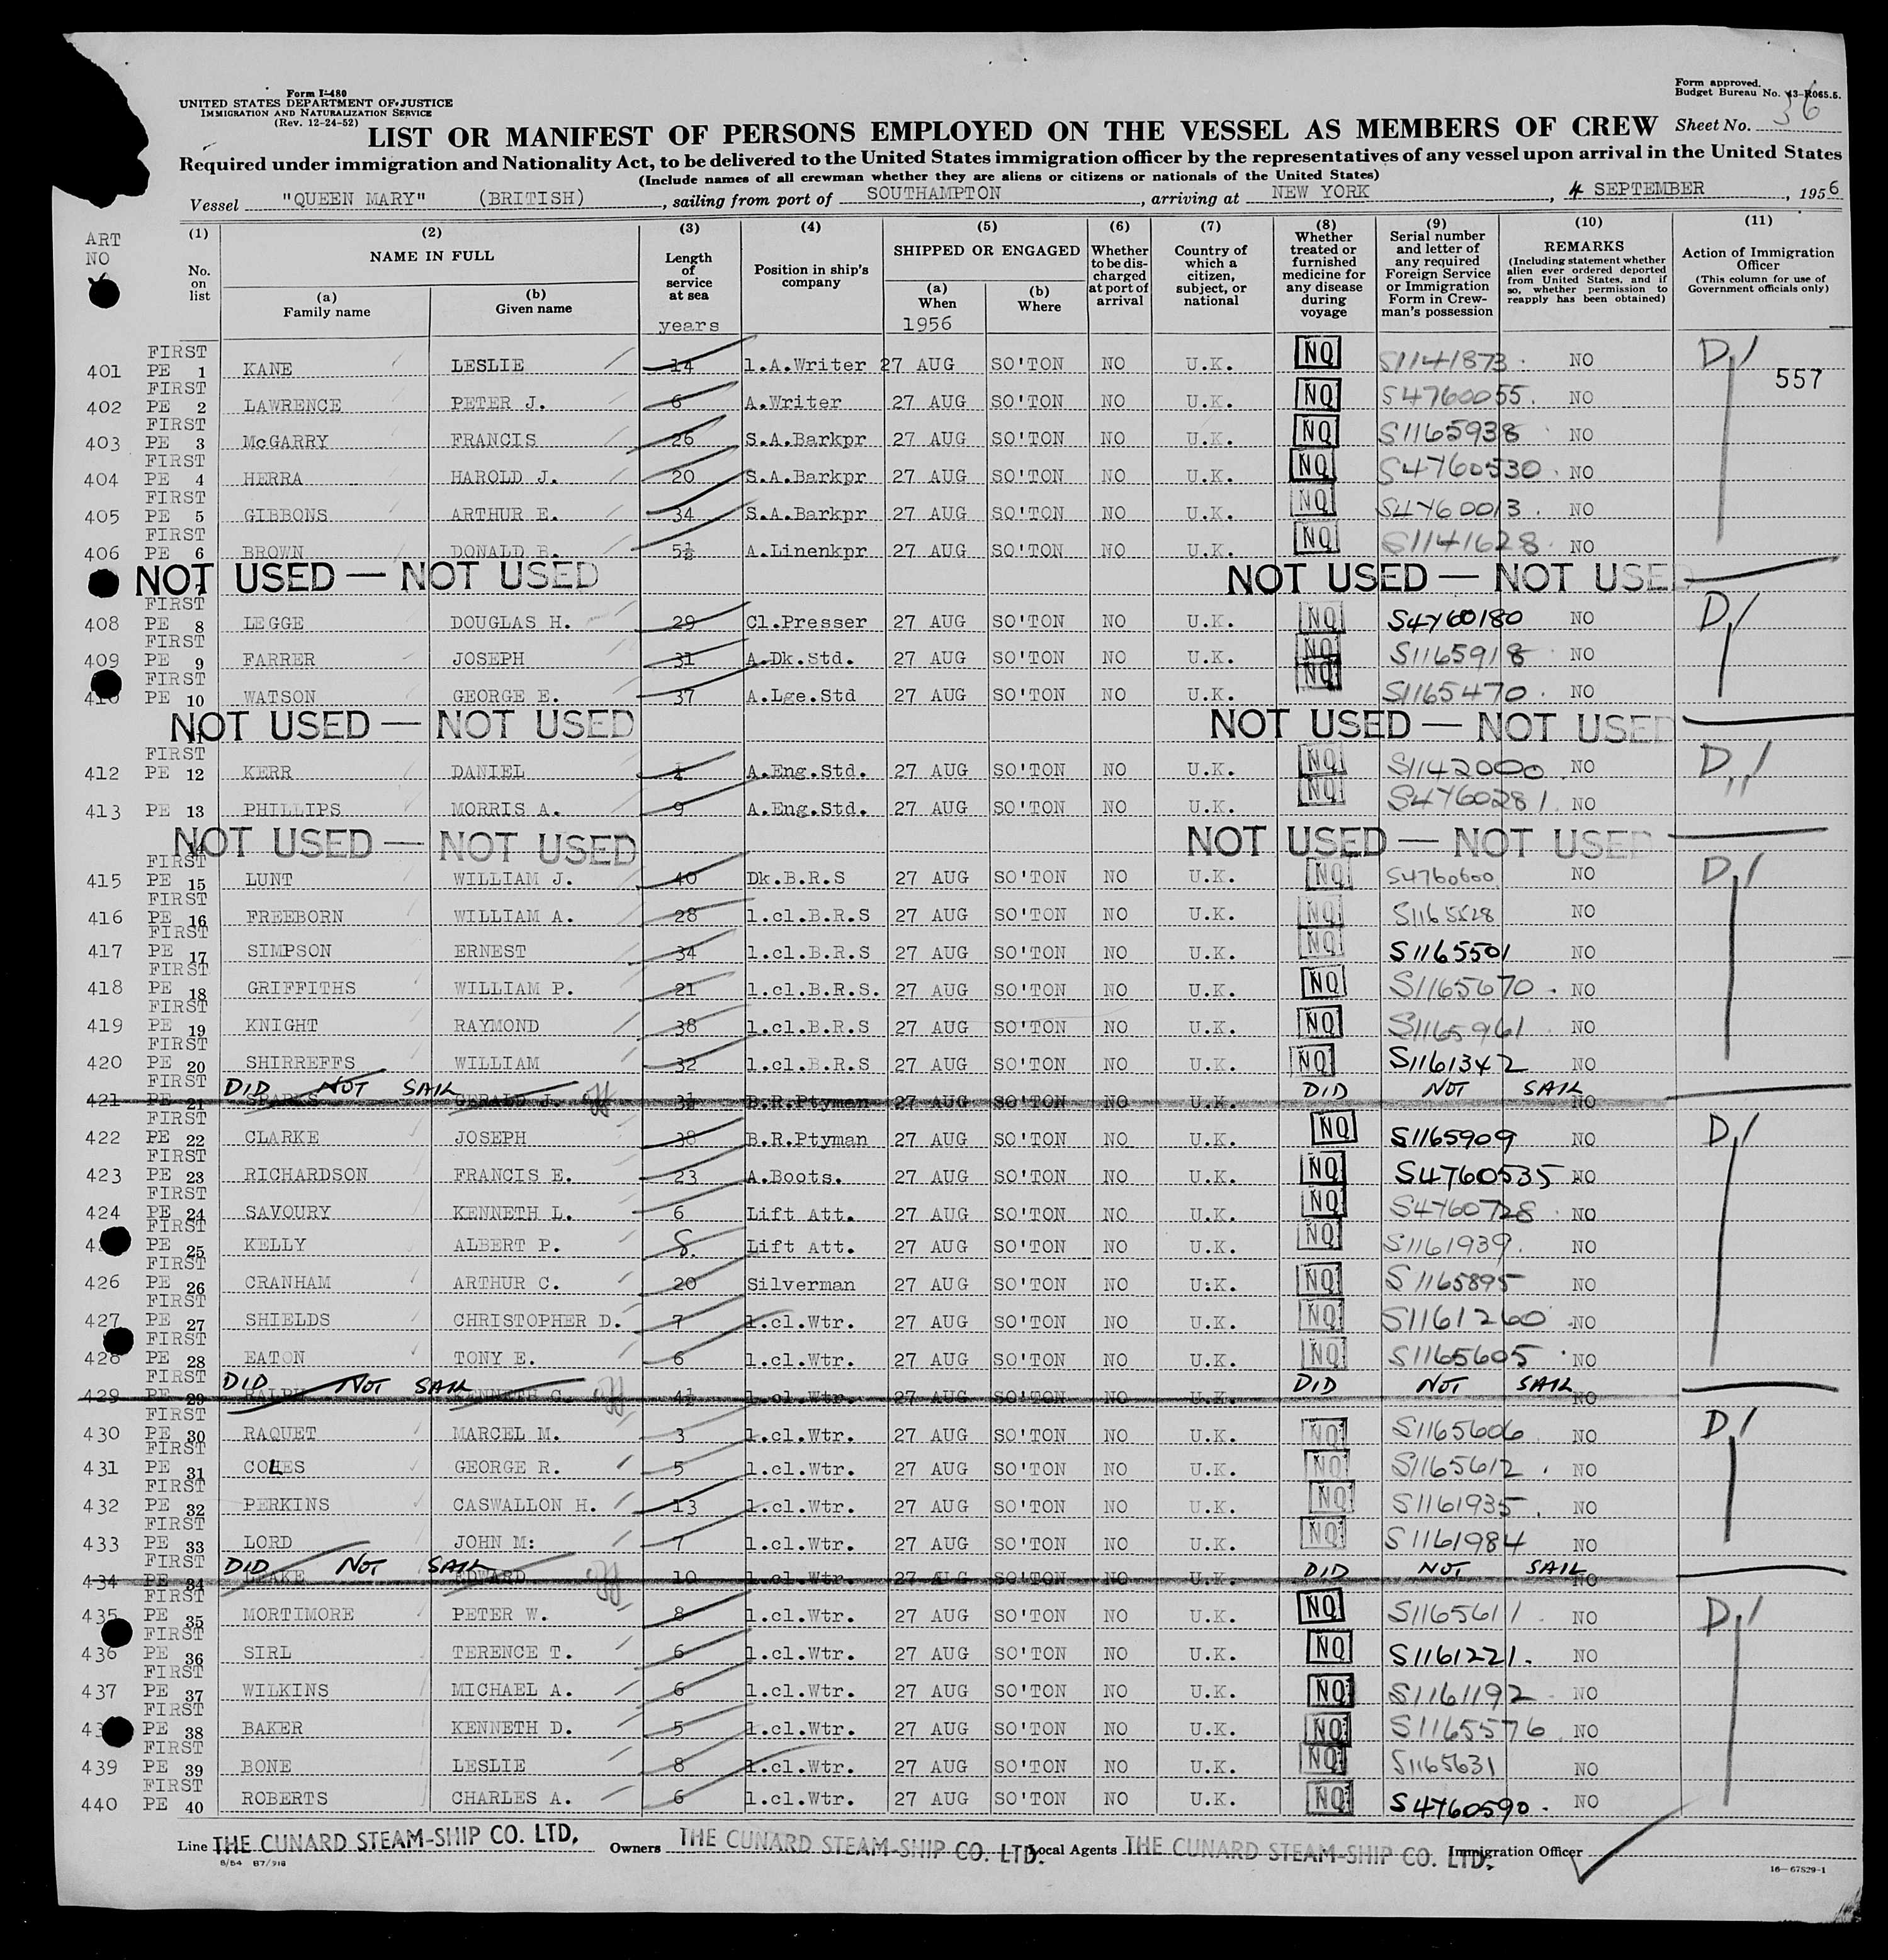 Form I-480
UNITED STATES DEPARTMENT OF JUSTICE
IMMIGRATION AND NATURALIZATION SERVICE
(Rev. 12-24-52)
Form approved.
Budget Bureau No. 43-R065.5.
LIST OR MANIFEST OF PERSONS EMPLOYED ON THE VESSEL AS MEMBERS OF CREW Sheet No. 36
Required under immigration and Nationality Act, to be delivered to the United States immigration officer by the representatives of any vessel upon arrival in the United States
(Include names of all crewman whether they are aliens or citizens or nationals of the United States)
Vessel "QUEEN MARY" (BRITISH), sailing from port of SOUTHAMPTON, arriving at NEW YORK, 4 SEPTEMBER, 1956
ART NO
(1) No. on list
(2) NAME IN FULL
(a) Family name
(b) Given name
(3) Length of service at sea
years
(4) Position in ship's company
(5) SHIPPED OR ENGAGED
(a) When
1956
(b) Where
(6) Whether to be discharged at port of arrival
(7) Country of which a citizen, subject, or national
(8) Whether treated or furnished medicine for any disease during voyage
(9) Serial number and letter of any required Foreign Service or Immigration Form in Crewman's possession
(10) REMARKS (Including statement whether alien ever ordered deported from United States, and if so, whether permission to reapply has been obtained)
(11) Action of Immigration Officer (This column for use of Government officials only)
401 FIRST PE 1 KANE LESLIE 14 1.A.Writer 27 AUG SO'TON NO U.K. NO S1141873 NO D1
557
402 FIRST PE 2 LAWRENCE PETER J. 6 A.Writer 27 AUG SO'TON NO U.K. NO S4760055. NO
403 FIRST PE 3 McGARRY FRANCIS 26 S.A.Barkpr 27 AUG SO'TON NO U.K. NO S1165938 NO
404 FIRST PE 4 HERRA HAROLD J. 20 S.A.Barkpr 27 AUG SO'TON NO U.K. NO S4760530 NO
405 FIRST PE 5 GIBBONS ARTHUR E. 34 S.A.Barkpr 27 AUG SO'TON NO U.K. NO S4760013. NO
406 FIRST PE 6 BROWN DONALD B. 5½ A.Linenkpr 27 AUG SO'TON NO U.K. NO S1141628 NO
NOT USED — NOT USED NOT USED — NOT USED
408 FIRST PE 8 LEGGE DOUGLAS H. 29 Cl.Presser 27 AUG SO'TON NO U.K. NO S4760180 NO D1
409 FIRST PE 9 FARRER JOSEPH 31 A.Dk.Std. 27 AUG SO'TON NO U.K. NO S1165918 NO
410 FIRST PE 10 WATSON GEORGE E. 37 A.Lge.Std 27 AUG SO'TON NO U.K. NO S1165470. NO
NOT USED — NOT USED NOT USED — NOT USED
412 FIRST PE 12 KERR DANIEL A.Eng.Std. 27 AUG SO'TON NO U.K. NO S1142000 NO D1
413 PE 13 PHILLIPS MORRIS A. 9 A.Eng.Std. 27 AUG SO'TON NO U.K. NO S4760281 NO
NOT USED — NOT USED NOT USED — NOT USED
415 FIRST PE 15 LUNT WILLIAM J. 40 Dk.B.R.S 27 AUG SO'TON NO U.K. NO S4760600 NO D1
416 FIRST PE 16 FREEBORN WILLIAM A. 28 1.cl.B.R.S 27 AUG SO'TON NO U.K. NO S1165528 NO
417 FIRST PE 17 SIMPSON ERNEST 34 1.cl.B.R.S 27 AUG SO'TON NO U.K. NO S1165501 NO
418 FIRST PE 18 GRIFFITHS WILLIAM P. 21 1.cl.B.R.S. 27 AUG SO'TON NO U.K. NO S1165670 NO
419 FIRST PE 19 KNIGHT RAYMOND 38 1.cl.B.R.S 27 AUG SO'TON NO U.K. NO S1165961 NO
420 FIRST PE 20 SHIRREFFS WILLIAM 32 1.cl.B.R.S 27 AUG SO'TON NO U.K. NO S1161342 NO
421 FIRST PE 21 DID NOT SAIL SPARKS GERALD J. 3½ B.R.Ptyman 27 AUG SO'TON NO U.K. DID NOT SAIL NO
422 FIRST PE 22 CLARKE JOSEPH 38 B.R.Ptyman 27 AUG SO'TON NO U.K. NO S1165909 NO D1
423 FIRST PE 23 RICHARDSON FRANCIS E. 23 A.Boots. 27 AUG SO'TON NO U.K. NO S4760535 NO
424 FIRST PE 24 SAVOURY KENNETH L. 6 Lift Att. 27 AUG SO'TON NO U.K. NO S4760728 NO
FIRST PE 25 KELLY ALBERT P. 8. Lift Att. 27 AUG SO'TON NO U.K. NO S1161939. NO
426 FIRST PE 26 CRANHAM ARTHUR C. 20 Silverman 27 AUG SO'TON NO U:K. NO S1165895 NO
427 FIRST PE 27 SHIELDS CHRISTOPHER D. 7 1.cl.Wtr. 27 AUG SO'TON NO U.K. NO S1161260 NO
428 FIRST PE 28 EATON TONY E. 6 1.cl.Wtr. 27 AUG SO'TON NO U.K. NO S1165605 NO
429 FIRST PE 29 DID NOT SAIL RALPH KENNETH G. 4½ 1.cl.Wtr. 27 AUG SO'TON NO U.K. DID NOT SAIL NO
430 FIRST PE 30 RAQUET MARCEL M. 3 1.cl.Wtr. 27 AUG SO'TON NO U.K. NO S1165606 NO D1
431 FIRST PE 31 COLES GEORGE R. 5 1.cl.Wtr. 27 AUG SO'TON NO U.K. NO S1165612. NO
432 FIRST PE 32 PERKINS CASWALLON H. 13 1.cl.Wtr. 27 AUG SO'TON NO U.K. NO S1161935. NO
433 FIRST PE 33 LORD JOHN M: 7 1.cl.Wtr. 27 AUG SO'TON NO U.K. NO S1161984 NO
434 FIRST PE 34 DID NOT SAIL EDWARD 10 1.cl.Wtr. 27 AUG SO'TON NO U.K. DID NOT SAIL NO
435 FIRST PE 35 MORTIMORE PETER W. 8 1.cl.Wtr. 27 AUG SO'TON NO U.K. NO S1165611 NO D1
436 FIRST PE 36 SIRL TERENCE T. 6 1.cl.Wtr. 27 AUG SO'TON NO U.K. NO S1161221. NO
437 FIRST PE 37 WILKINS MICHAEL A. 6 1.cl.Wtr. 27 AUG SO'TON NO U.K. NO S1161192 NO
FIRST PE 38 BAKER KENNETH D. 5 1.cl.Wtr. 27 AUG SO'TON NO U.K. NO S1165576 NO
439 FIRST PE 39 BONE LESLIE 8 1.cl.Wtr. 27 AUG SO'TON NO U.K. NO S1165631 NO
440 FIRST PE 40 ROBERTS CHARLES A. 6 1.cl.Wtr. 27 AUG SO'TON NO U.K. NO S4760590. NO
Line THE CUNARD STEAM-SHIP CO. LTD. Owners THE CUNARD STEAM-SHIP CO. LTD. Local Agents THE CUNARD STEAM-SHIP CO. LTD. Immigration Officer
8/54 B7/918
16—67829-1